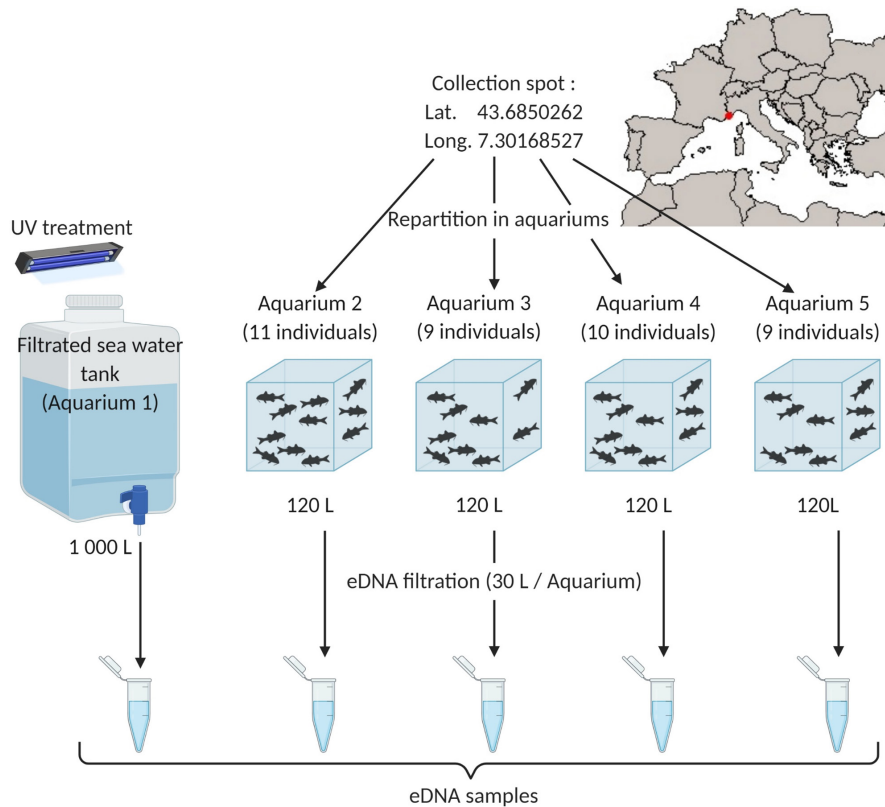 Collection spot :
Lat. 43.6850262
Long. 7.30168527
Repartition in aquariums
UV treatment
Filtrated sea water
tank
(Aquarium 1)
1 000 L
Aquarium 2
(11 individuals)
120 L
Aquarium 3
(9 individuals)
120 L
Aquarium 4
(10 individuals)
120 L
Aquarium 5
(9 individuals)
120L
eDNA filtration (30 L / Aquarium)
eDNA samples